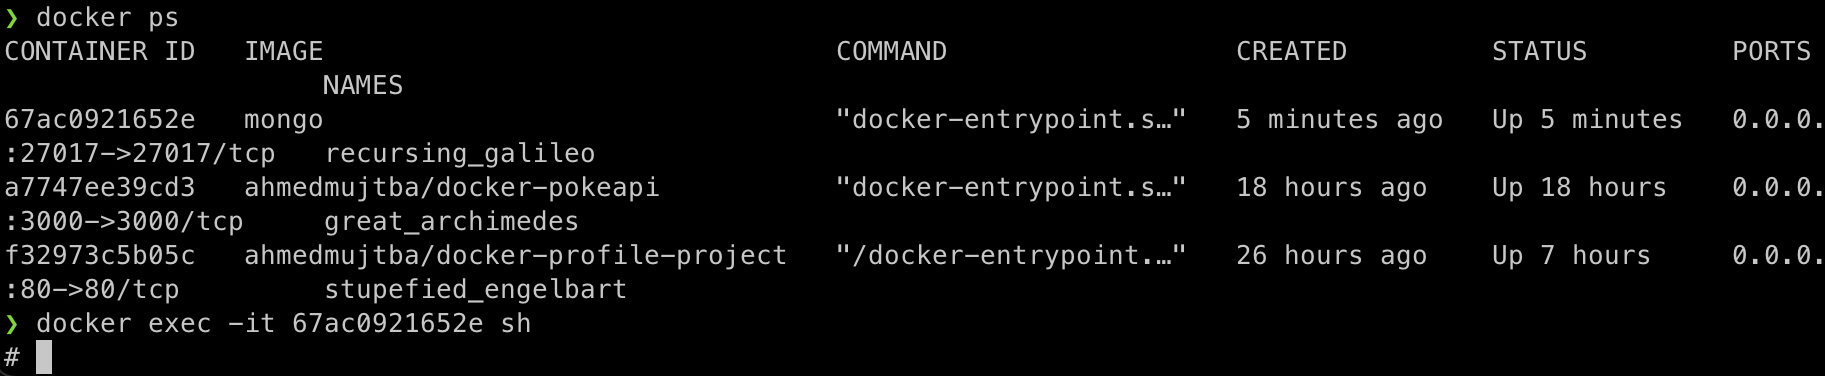 ❯ docker ps
CONTAINER ID   IMAGE                                COMMAND                  CREATED         STATUS         PORTS
                    NAMES
67ac0921652e   mongo                                "docker-entrypoint.s…"   5 minutes ago   Up 5 minutes   0.0.0.
:27017->27017/tcp   recursing_galileo
a7747ee39cd3   ahmedmujtba/docker-pokeapi           "docker-entrypoint.s…"   18 hours ago    Up 18 hours    0.0.0.
:3000->3000/tcp     great_archimedes
f32973c5b05c   ahmedmujtba/docker-profile-project   "/docker-entrypoint.…"   26 hours ago    Up 7 hours     0.0.0.
:80->80/tcp         stupefied_engelbart
❯ docker exec -it 67ac0921652e sh
#